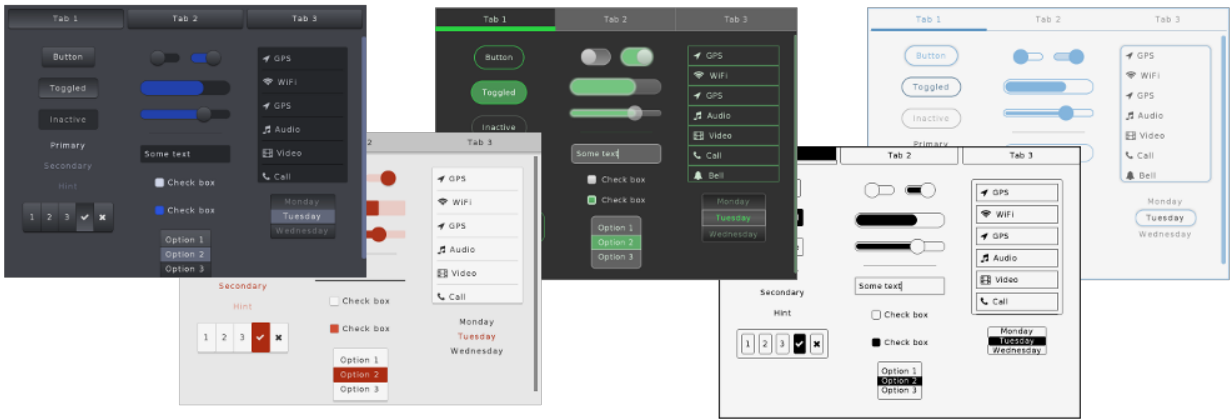 Tab 1
Tab 2
Tab 3
Button
Toggled
Inactive
Primary
Secondary
Hint
1 2 3
Some text
Check box
Check box
Option 1
Option 2
Option 3
GPS
WiFi
GPS
Audio
Video
Call
Monday
Tuesday
Wednesday
2
Tab 3
Secondary
Hint
1 2 3
Check box
Check box
Option 1
Option 2
Option 3
GPS
WiFi
GPS
Audio
Video
Call
Monday
Tuesday
Wednesday
Tab 1
Tab 2
Tab 3
Button
Toggled
Inactive
Some text
Check box
Check box
Option 1
Option 2
Option 3
GPS
WiFi
GPS
Audio
Video
Call
Bell
Monday
Tuesday
Wednesday
Tab 2
Tab 3
Secondary
Hint
1 2 3
Some text
Check box
Check box
Option 1
Option 2
Option 3
GPS
WiFi
GPS
Audio
Video
Call
Monday
Tuesday
Wednesday
Tab 1
Tab 2
Tab 3
Button
Toggled
Inactive
Primary
GPS
WiFi
GPS
Audio
Video
Call
Bell
Monday
Tuesday
Wednesday